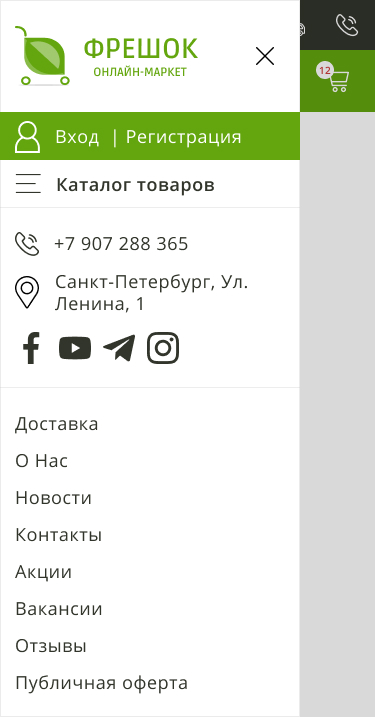 ФРЕШОК
ОНЛАЙН-МАРКЕТ
12
Вход | Регистрация
Каталог товаров
+7 907 288 365
Санкт-Петербург, Ул.
Ленина, 1
Доставка
О Нас
Новости
Контакты
Акции
Вакансии
Отзывы
Публичная оферта